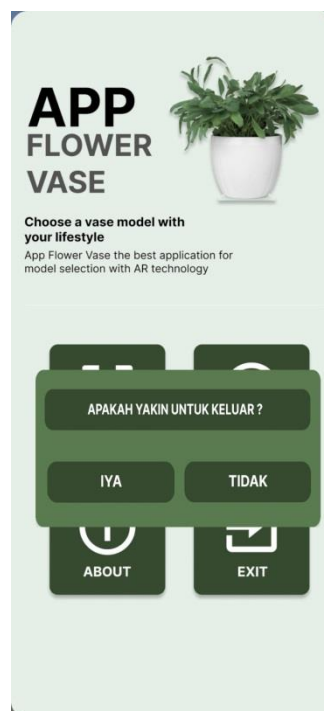 APP
FLOWER
VASE
Choose a vase model with
your lifestyle
App Flower Vase the best application for
model selection with AR technology
APAKAH YAKIN UNTUK KELUAR ?
IYA
TIDAK
ABOUT
EXIT